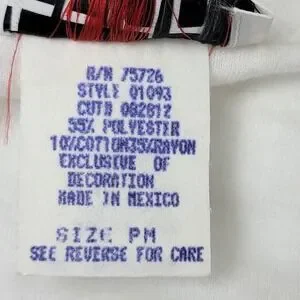 R/N 75726
STYLE 01093
CUT# 082812
55% POLYESTER
10%COTTON35%RAYON
EXCLUSIVE OF
DECORATION
MADE IN MEXICO
SIZE PM
SEE REVERSE FOR CARE